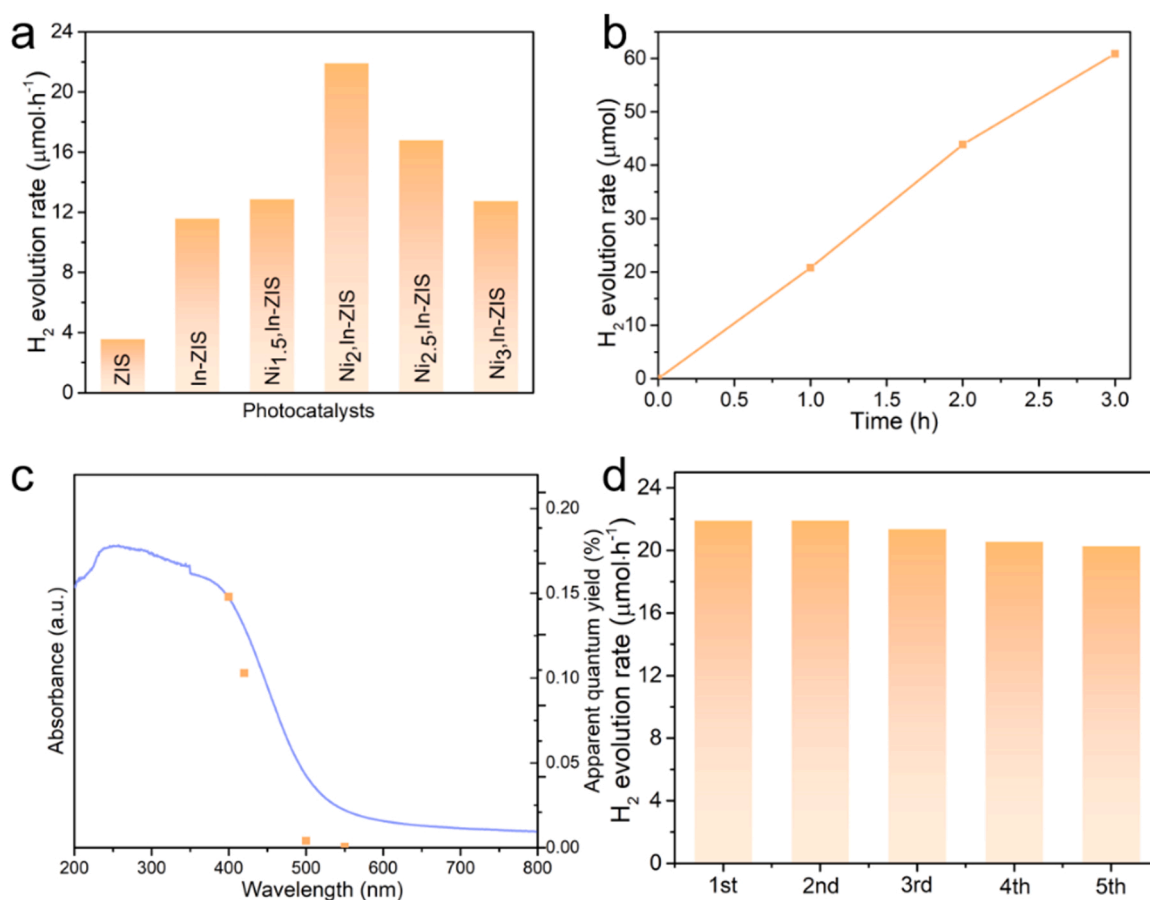 a
H₂ evolution rate (μmol·h⁻¹)
24
20
16
12
8
4
0
ZIS
In-ZIS
Ni₁.₅,In-ZIS
Ni₂,In-ZIS
Ni₂.₅,In-ZIS
Ni₃,In-ZIS
Photocatalysts
b
H₂ evolution rate (μmol)
60
50
40
30
20
10
0
0.0 0.5 1.0 1.5 2.0 2.5 3.0
Time (h)
c
Absorbance (a.u.)
200 300 400 500 600 700 800
Wavelength (nm)
0.20
0.15
0.10
0.05
0.00
Apparent quantum yield (%)
d
H₂ evolution rate (μmol·h⁻¹)
24
20
16
12
8
4
0
1st 2nd 3rd 4th 5th